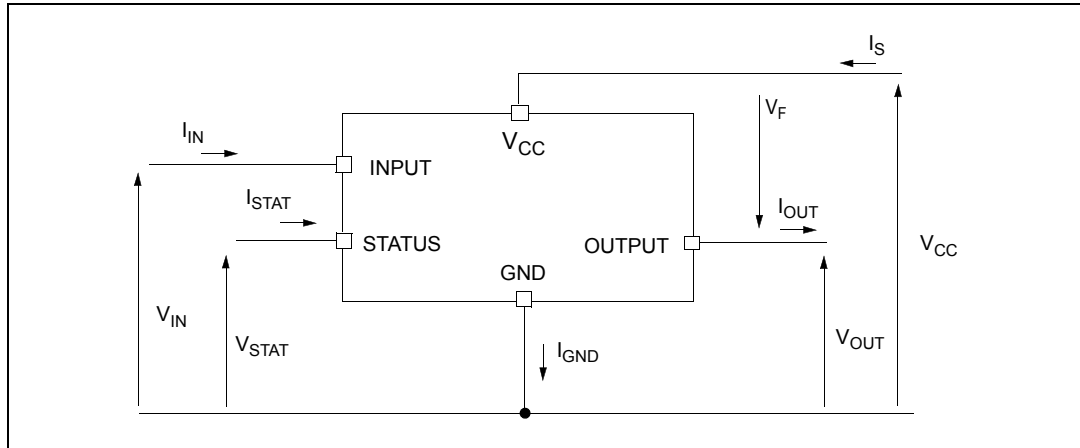 I_S
V_F
I_IN
V_CC
INPUT
I_STAT
I_OUT
STATUS
OUTPUT
V_CC
GND
V_IN
V_STAT
I_GND
V_OUT